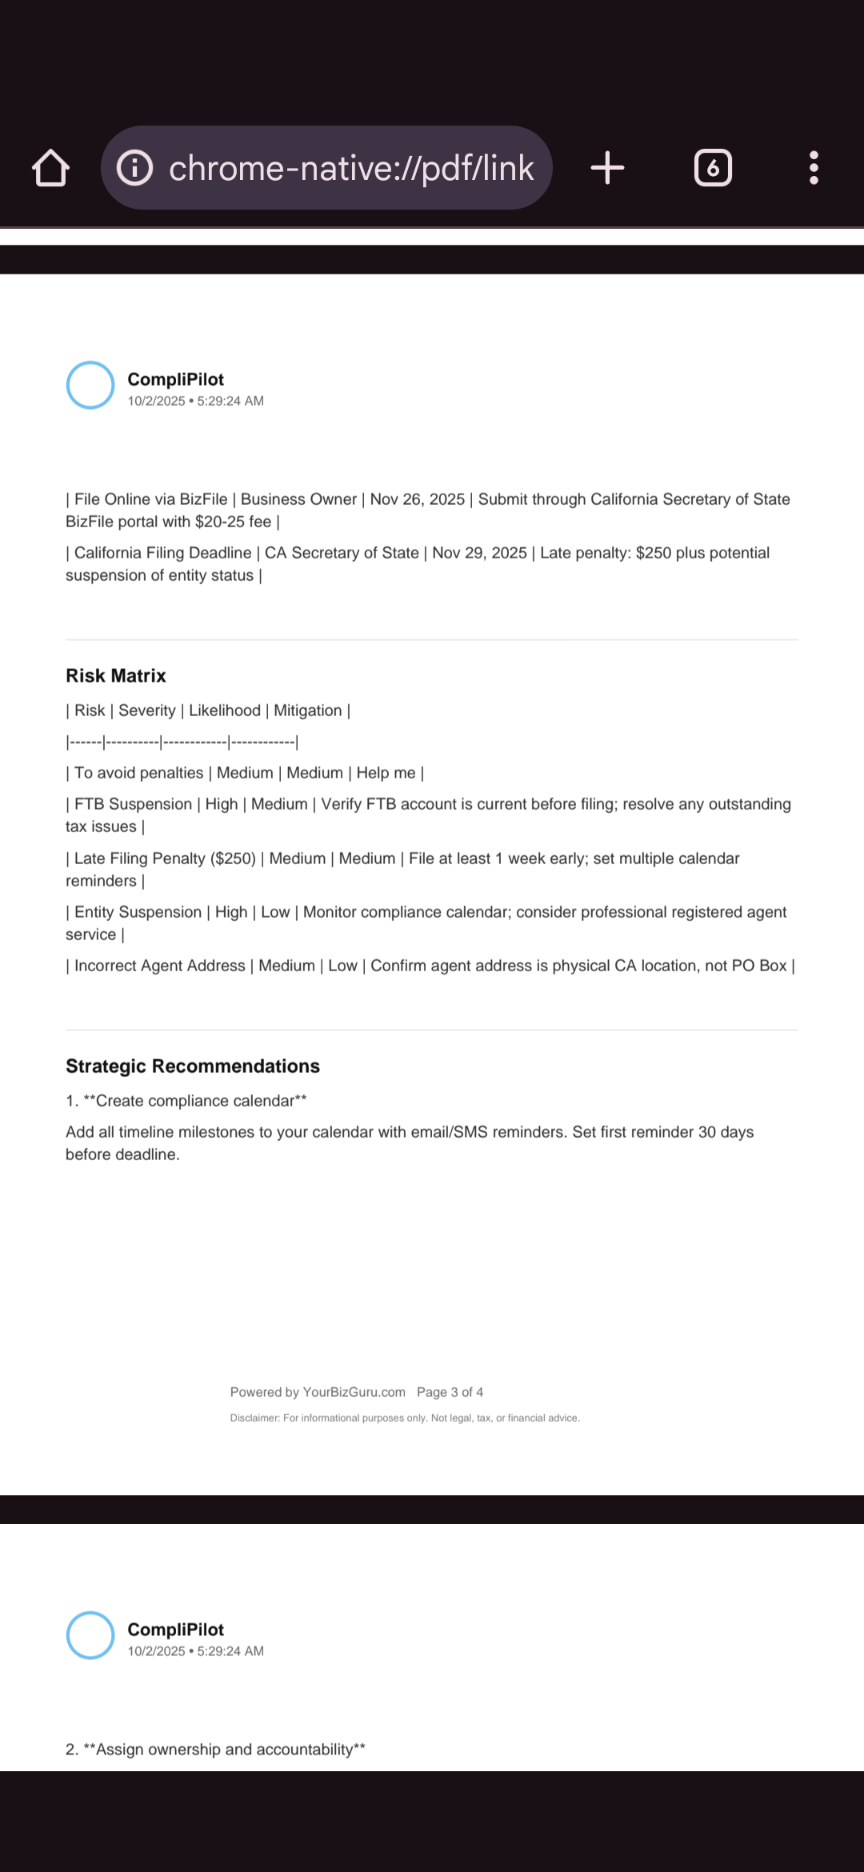 chrome-native://pdf/link
6
CompliPilot
10/2/2025 • 5:29:24 AM
| File Online via BizFile | Business Owner | Nov 26, 2025 | Submit through California Secretary of State
BizFile portal with $20-25 fee |
| California Filing Deadline | CA Secretary of State | Nov 29, 2025 | Late penalty: $250 plus potential
suspension of entity status |
Risk Matrix
| Risk | Severity | Likelihood | Mitigation |
|------|----------|------------|------------|
| To avoid penalties | Medium | Medium | Help me |
| FTB Suspension | High | Medium | Verify FTB account is current before filing; resolve any outstanding
tax issues |
| Late Filing Penalty ($250) | Medium | Medium | File at least 1 week early; set multiple calendar
reminders |
| Entity Suspension | High | Low | Monitor compliance calendar; consider professional registered agent
service |
| Incorrect Agent Address | Medium | Low | Confirm agent address is physical CA location, not PO Box |
Strategic Recommendations
1. **Create compliance calendar**
Add all timeline milestones to your calendar with email/SMS reminders. Set first reminder 30 days
before deadline.
Powered by YourBizGuru.com Page 3 of 4
Disclaimer: For informational purposes only. Not legal, tax, or financial advice.
CompliPilot
10/2/2025 • 5:29:24 AM
2. **Assign ownership and accountability**